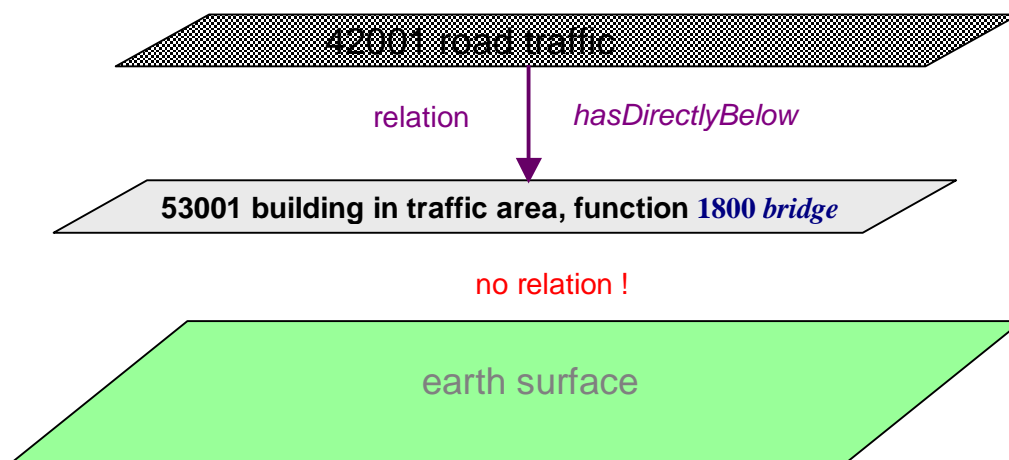 42001 road traffic
relation hasDirectlyBelow
53001 building in traffic area, function 1800 bridge
no relation !
earth surface